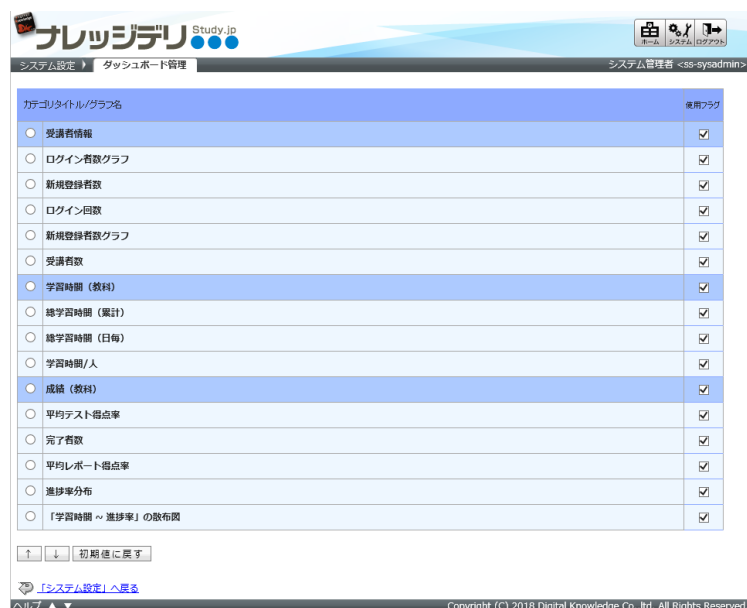 ナレッジデリ Study.jp
ホーム システム ログアウト
システム設定 ダッシュボード管理 システム管理者 <ss-sysadmin>
カテゴリタイトル/グラフ名 使用フラグ
受講者情報
ログイン者数グラフ
新規登録者数
ログイン回数
新規登録者数グラフ
受講者数
学習時間（教科）
総学習時間（累計）
総学習時間（日毎）
学習時間/人
成績（教科）
平均テスト得点率
完了者数
平均レポート得点率
進捗率分布
「学習時間 ~ 進捗率」の散布図
↑ ↓ 初期値に戻す
「システム設定」へ戻る
ヘルプ ▲ ▼ Copyright (C) 2018 Digital Knowledge Co.,ltd. All Rights Reserved